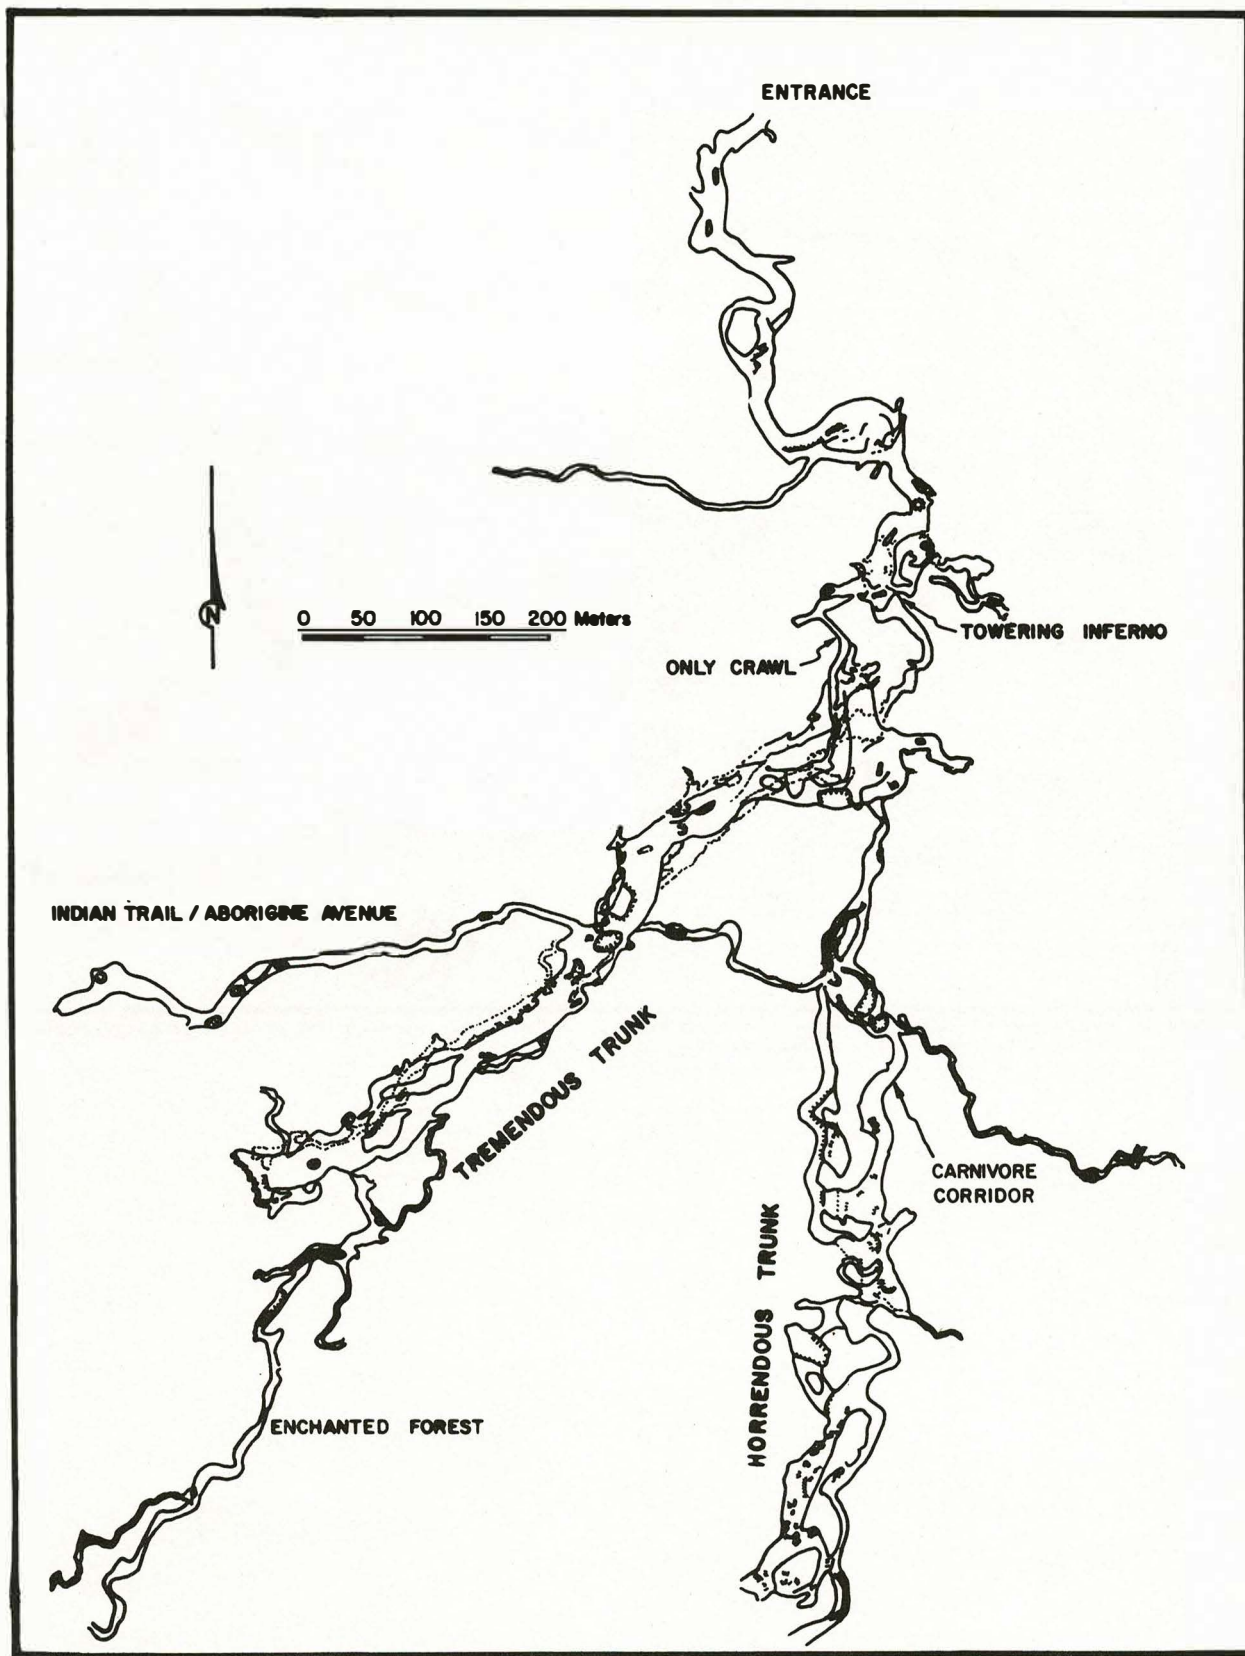 ENTRANCE
N
0 50 100 150 200 Meters
TOWERING INFERNO
ONLY CRAWL
INDIAN TRAIL / ABORIGINE AVENUE
TREMENDOUS TRUNK
CARNIVORE
CORRIDOR
HORRENDOUS TRUNK
ENCHANTED FOREST